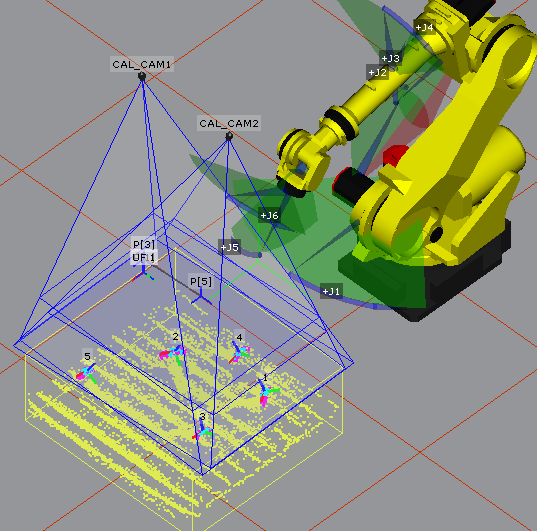 +J4
CAL_CAM1
+J3
+J2
CAL_CAM2
+J6
P[3]
+J5
UF:1
P[5]
+J1
2
4
5
1
3